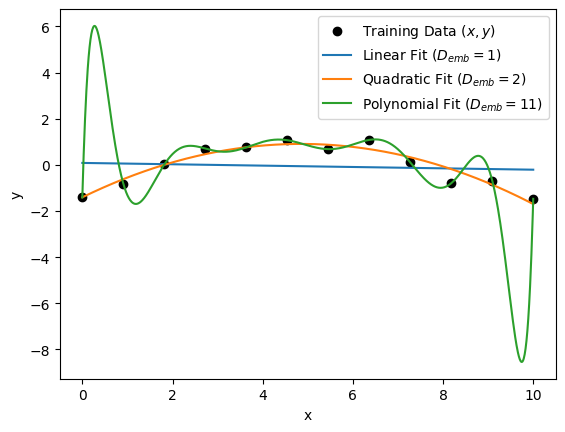 Training Data (x, y)
Linear Fit (D_emb = 1)
Quadratic Fit (D_emb = 2)
Polynomial Fit (D_emb = 11)
6
4
2
0
−2
−4
−6
−8
y
0 2 4 6 8 10
x